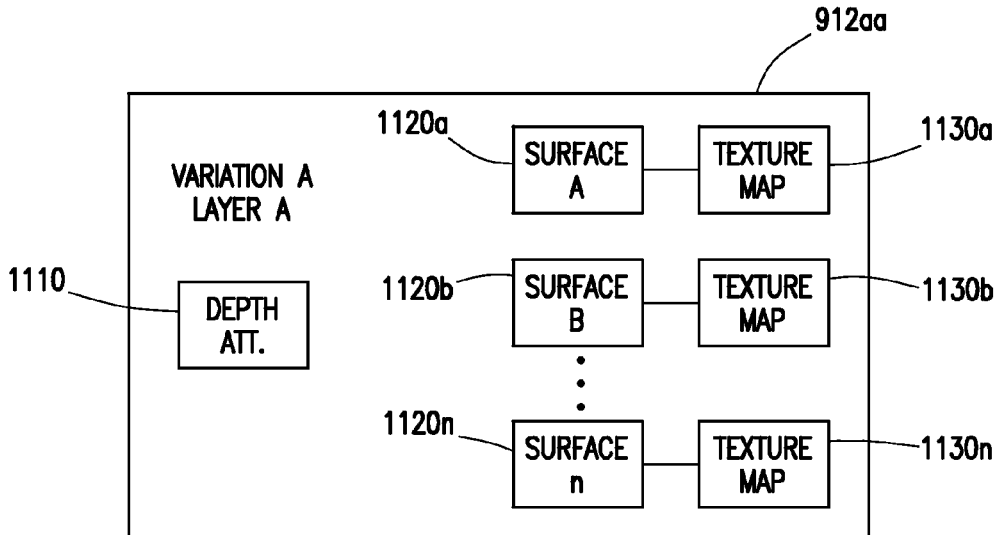 912aa
1120a
SURFACE
A
TEXTURE
MAP
1130a
VARIATION A
LAYER A
1110
DEPTH
ATT.
1120b
SURFACE
B
TEXTURE
MAP
1130b
1120n
SURFACE
n
TEXTURE
MAP
1130n